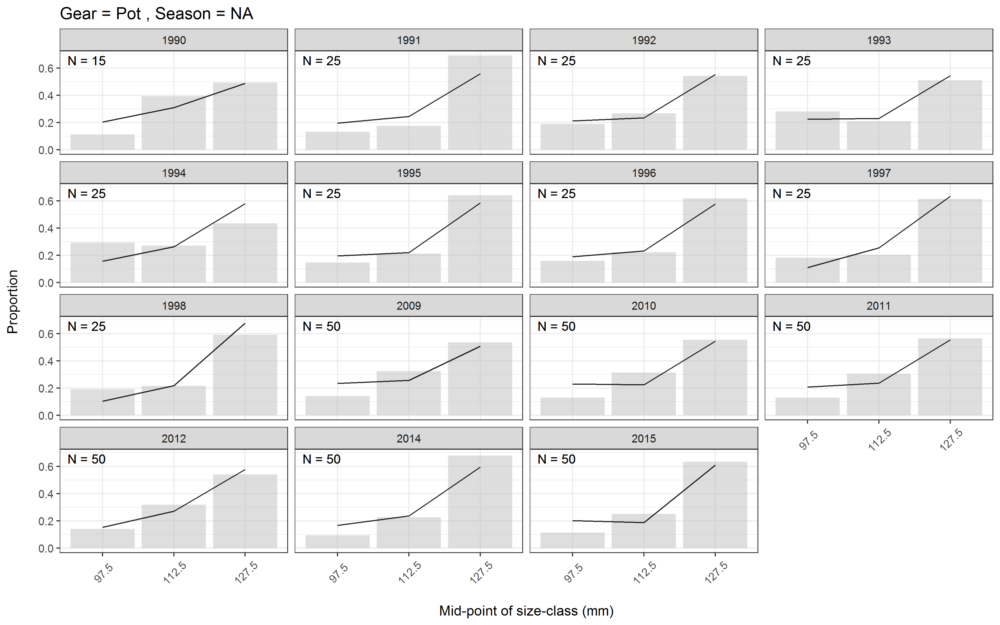 Gear = Pot , Season = NA
1990 1991 1992 1993
N = 15 N = 25 N = 25 N = 25
0.6
0.4
0.2
0.0
1994 1995 1996 1997
N = 25 N = 25 N = 25 N = 25
0.6
0.4
0.2
0.0
Proportion
1998 2009 2010 2011
N = 25 N = 50 N = 50 N = 50
0.6
0.4
0.2
0.0
97.5 112.5 127.5
2012 2014 2015
N = 50 N = 50 N = 50
0.6
0.4
0.2
0.0
97.5 112.5 127.5 97.5 112.5 127.5 97.5 112.5 127.5
Mid-point of size-class (mm)